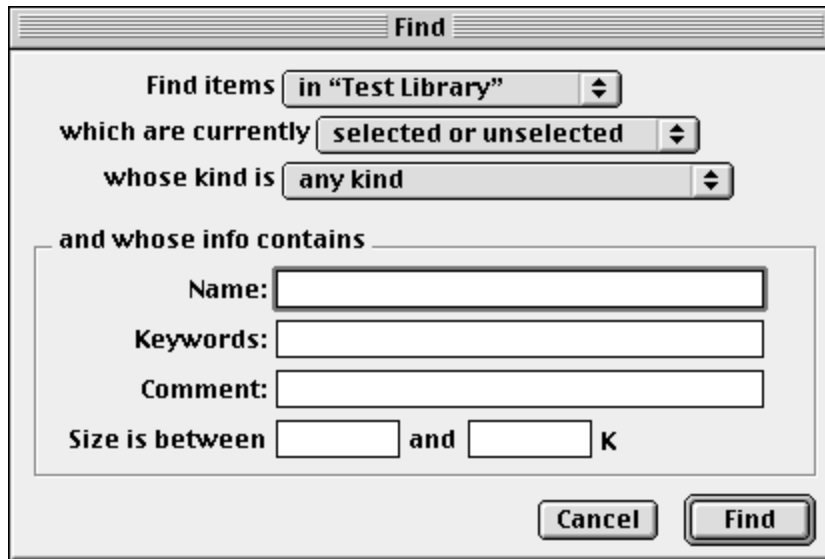 Find
Find items in “Test Library”
which are currently selected or unselected
whose kind is any kind
and whose info contains
Name:
Keywords:
Comment:
Size is between and K
Cancel Find